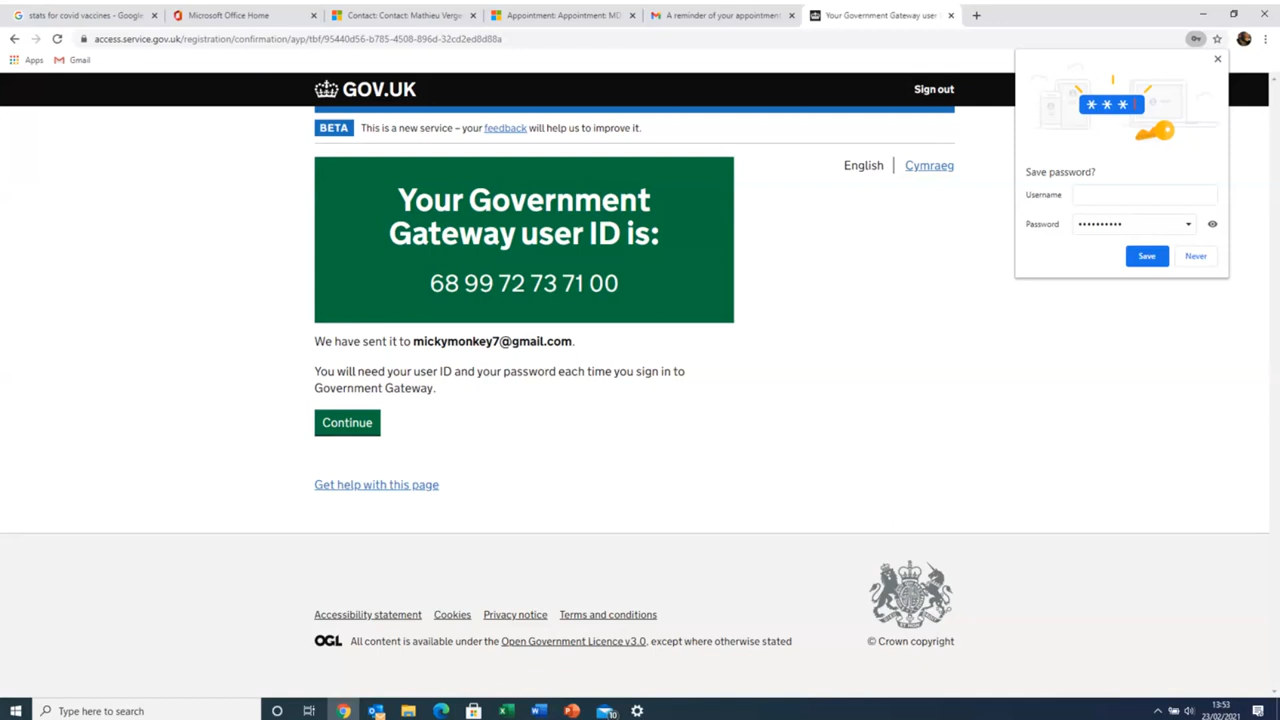 stats for covid vaccines - Google
Microsoft Office Home
Contact: Contact: Mathieu Verge
Appointment: Appointment: MD
A reminder of your appointment
Your Government Gateway user
access.service.gov.uk/registration/confirmation/ayp/tbf/95440d56-b785-4508-896d-32cd2ed8d88a
Apps
Gmail
GOV.UK
Sign out
BETA
This is a new service – your feedback will help us to improve it.
English
Cymraeg
Your Government
Gateway user ID is:
68 99 72 73 71 00
We have sent it to mickymonkey7@gmail.com.
You will need your user ID and your password each time you sign in to
Government Gateway.
Continue
Get help with this page
Save password?
Username
Password
Save
Never
Accessibility statement
Cookies
Privacy notice
Terms and conditions
OGL
All content is available under the Open Government Licence v3.0, except where otherwise stated
© Crown copyright
Type here to search
10
13:53
23/02/2021